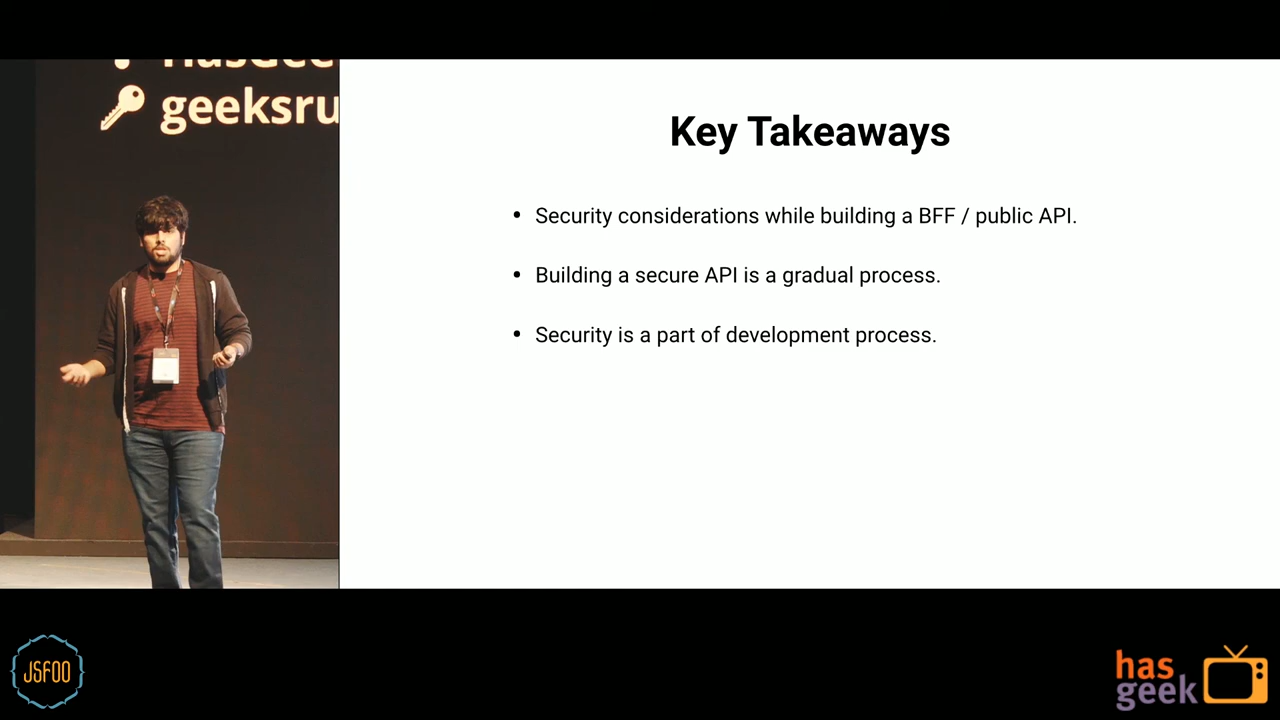 geeksru
Key Takeaways
• Security considerations while building a BFF / public API.
• Building a secure API is a gradual process.
• Security is a part of development process.
JSFOO
has
geek